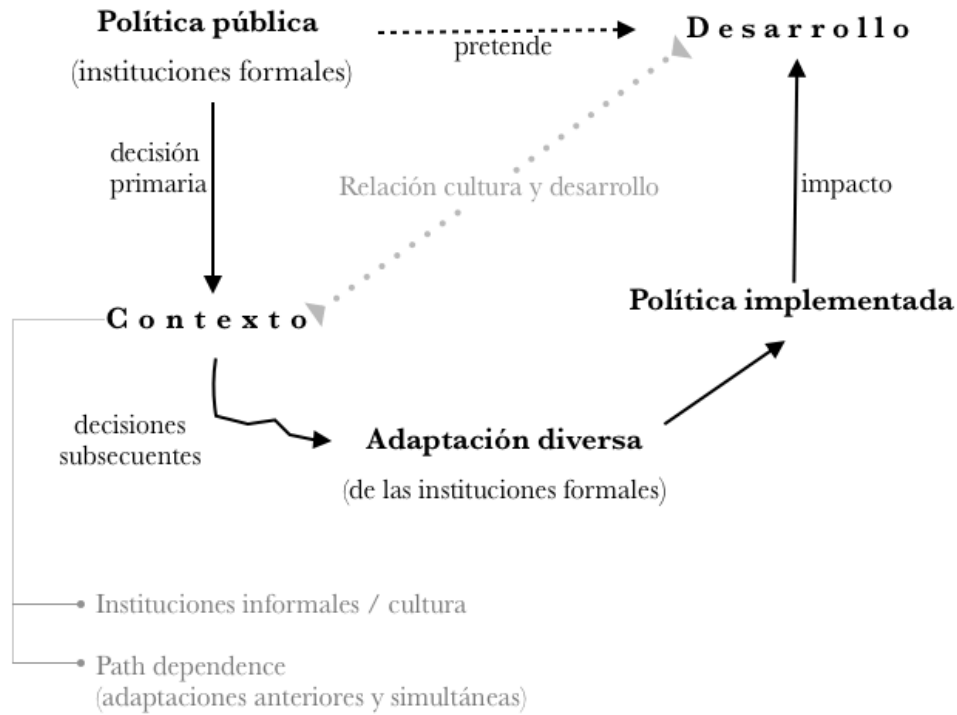 Política pública
(instituciones formales)
pretende
Desarrollo
decisión
primaria
Relación cultura y desarrollo
impacto
Contexto
Política implementada
decisiones
subsecuentes
Adaptación diversa
(de las instituciones formales)
Instituciones informales / cultura
Path dependence
(adaptaciones anteriores y simultáneas)